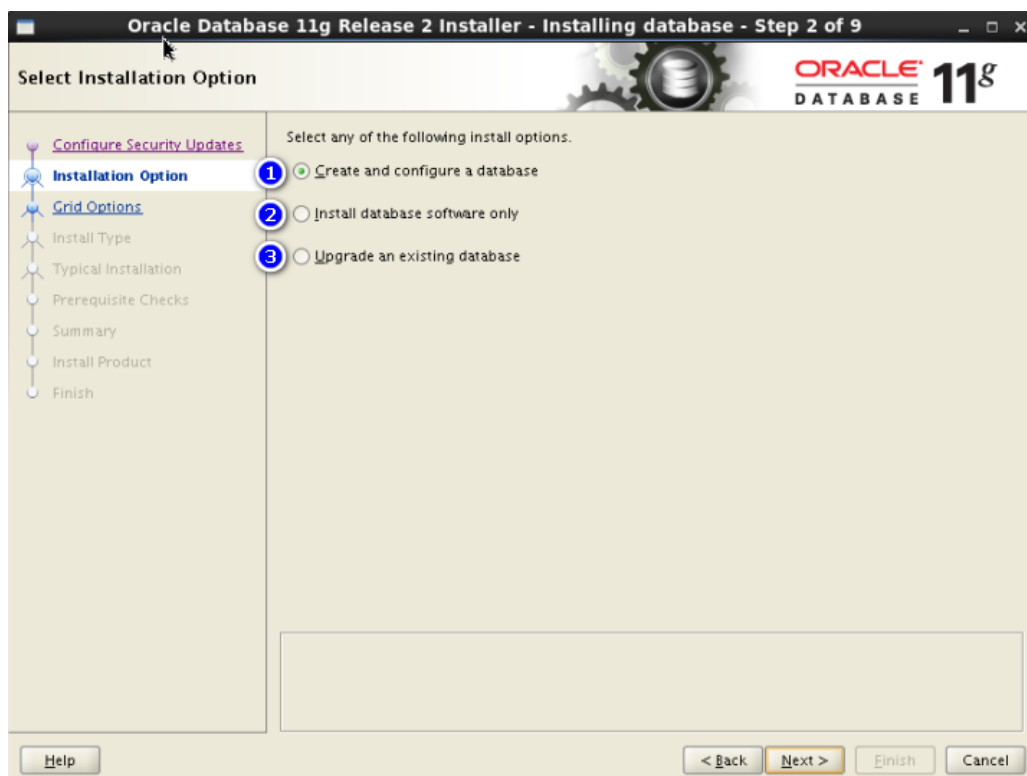 Oracle Database 11g Release 2 Installer - Installing database - Step 2 of 9
Select Installation Option
ORACLE
DATABASE
11g
Configure Security Updates
Installation Option
Grid Options
Install Type
Typical Installation
Prerequisite Checks
Summary
Install Product
Finish
Select any of the following install options.
1 Create and configure a database
2 Install database software only
3 Upgrade an existing database
Help
< Back
Next >
Finish
Cancel